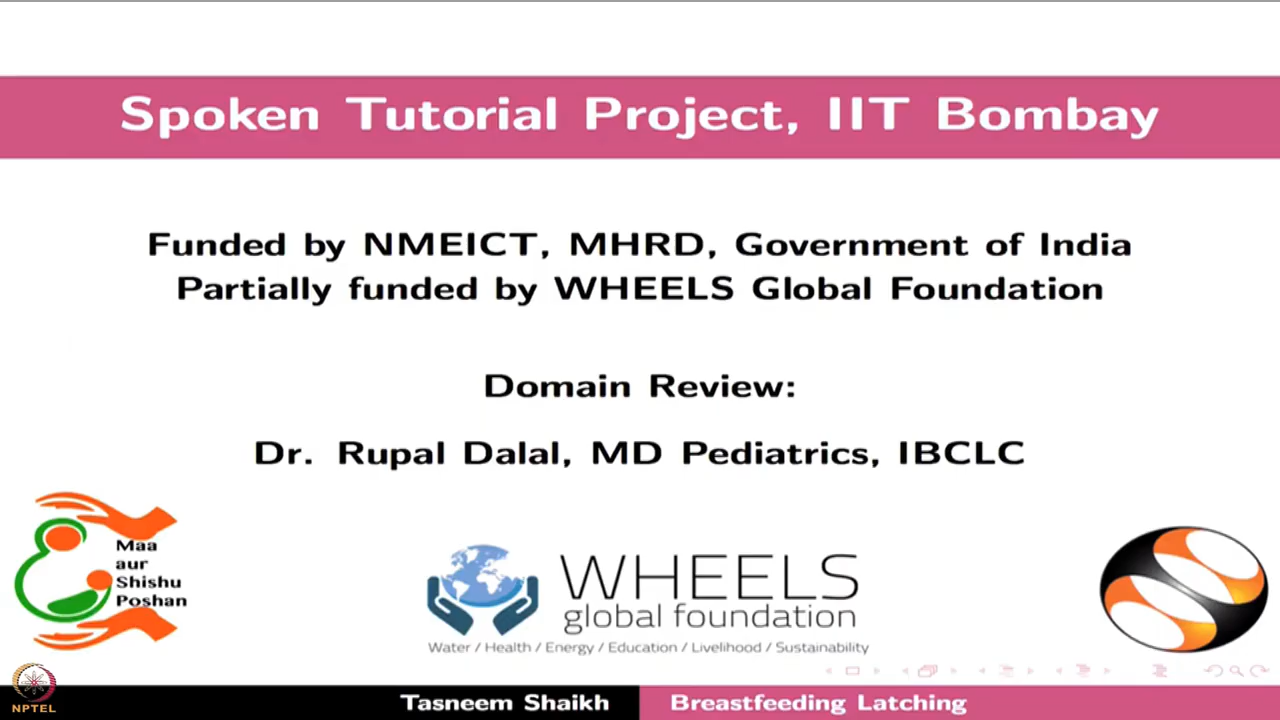 Spoken Tutorial Project, IIT Bombay
Funded by NMEICT, MHRD, Government of India
Partially funded by WHEELS Global Foundation
Domain Review:
Dr. Rupal Dalal, MD Pediatrics, IBCLC
Maa
aur
Shishu
Poshan
WHEELS
global foundation
Water / Health / Energy / Education / Livelihood / Sustainability
NPTEL
Tasneem Shaikh
Breastfeeding Latching